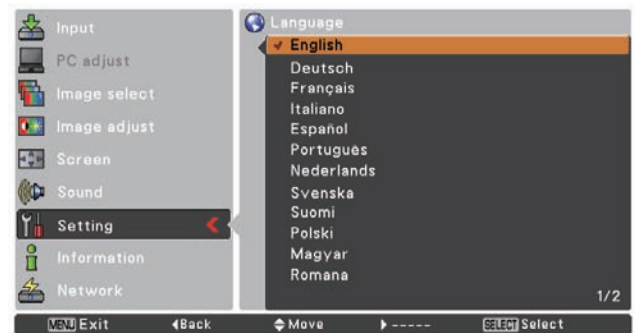 Input
PC adjust
Image select
Image adjust
Screen
Sound
Setting
Information
Network
Language
English
Deutsch
Français
Italiano
Español
Português
Nederlands
Svenska
Suomi
Polski
Magyar
Romana
1/2
MENU Exit
Back
Move
-----
SELECT Select